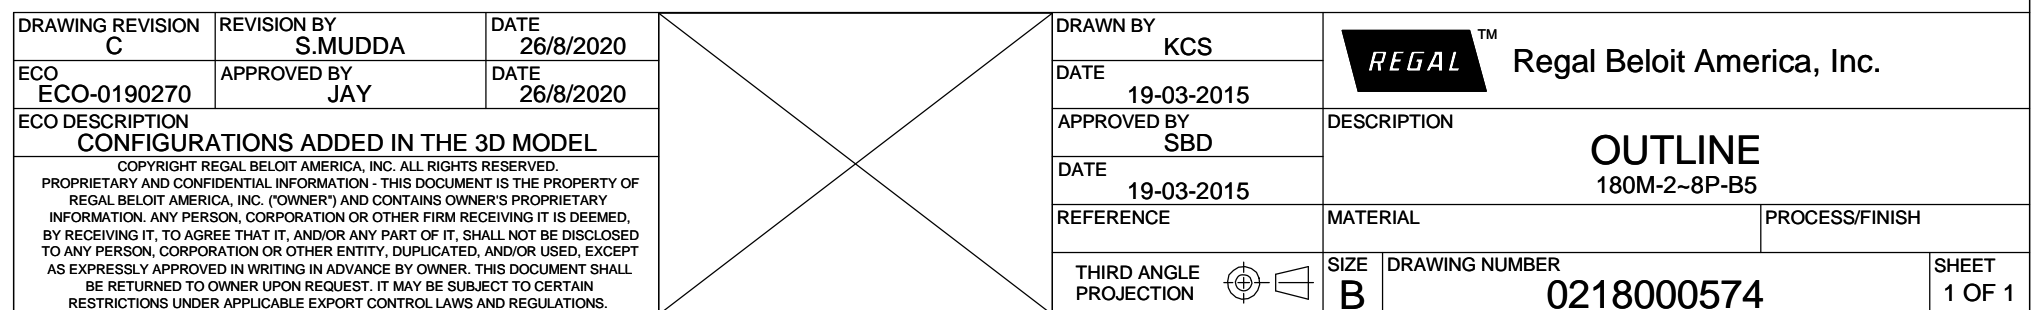 DRAWING REVISION
C
REVISION BY
S.MUDDA
DATE
26/8/2020
ECO
ECO-0190270
APPROVED BY
JAY
DATE
26/8/2020
ECO DESCRIPTION
CONFIGURATIONS ADDED IN THE 3D MODEL
COPYRIGHT REGAL BELOIT AMERICA, INC. ALL RIGHTS RESERVED.
PROPRIETARY AND CONFIDENTIAL INFORMATION - THIS DOCUMENT IS THE PROPERTY OF
REGAL BELOIT AMERICA, INC. ("OWNER") AND CONTAINS OWNER'S PROPRIETARY
INFORMATION. ANY PERSON, CORPORATION OR OTHER FIRM RECEIVING IT IS DEEMED,
BY RECEIVING IT, TO AGREE THAT IT, AND/OR ANY PART OF IT, SHALL NOT BE DISCLOSED
TO ANY PERSON, CORPORATION OR OTHER ENTITY, DUPLICATED, AND/OR USED, EXCEPT
AS EXPRESSLY APPROVED IN WRITING IN ADVANCE BY OWNER. THIS DOCUMENT SHALL
BE RETURNED TO OWNER UPON REQUEST. IT MAY BE SUBJECT TO CERTAIN
RESTRICTIONS UNDER APPLICABLE EXPORT CONTROL LAWS AND REGULATIONS.
DRAWN BY
KCS
DATE
19-03-2015
APPROVED BY
SBD
DATE
19-03-2015
REFERENCE
THIRD ANGLE
PROJECTION
REGAL ™ Regal Beloit America, Inc.
DESCRIPTION
OUTLINE
180M-2~8P-B5
MATERIAL
PROCESS/FINISH
SIZE
B
DRAWING NUMBER
0218000574
SHEET
1 OF 1